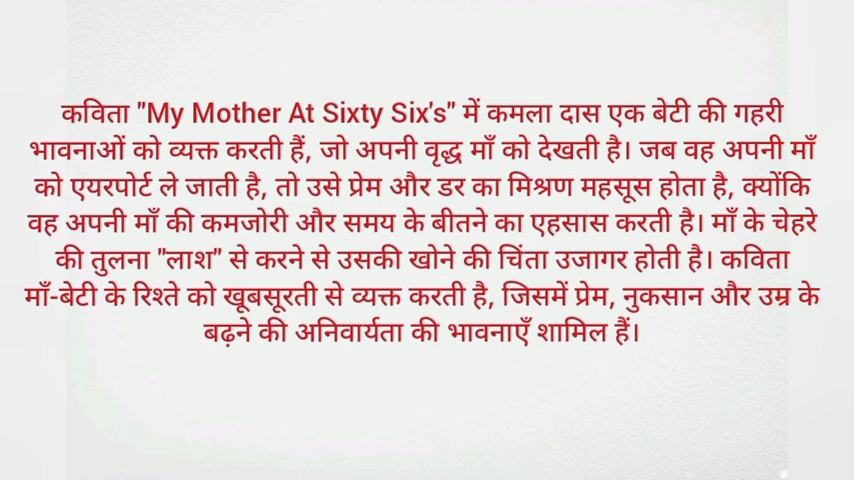 कविता "My Mother At Sixty Six's" में कमला दास एक बेटी की गहरी
भावनाओं को व्यक्त करती हैं, जो अपनी वृद्ध माँ को देखती है। जब वह अपनी माँ
को एयरपोर्ट ले जाती है, तो उसे प्रेम और डर का मिश्रण महसूस होता है, क्योंकि
वह अपनी माँ की कमजोरी और समय के बीतने का एहसास करती है। माँ के चेहरे
की तुलना "लाश" से करने से उसकी खोने की चिंता उजागर होती है। कविता
माँ-बेटी के रिश्ते को खूबसूरती से व्यक्त करती है, जिसमें प्रेम, नुकसान और उम्र के
बढ़ने की अनिवार्यता की भावनाएँ शामिल हैं।